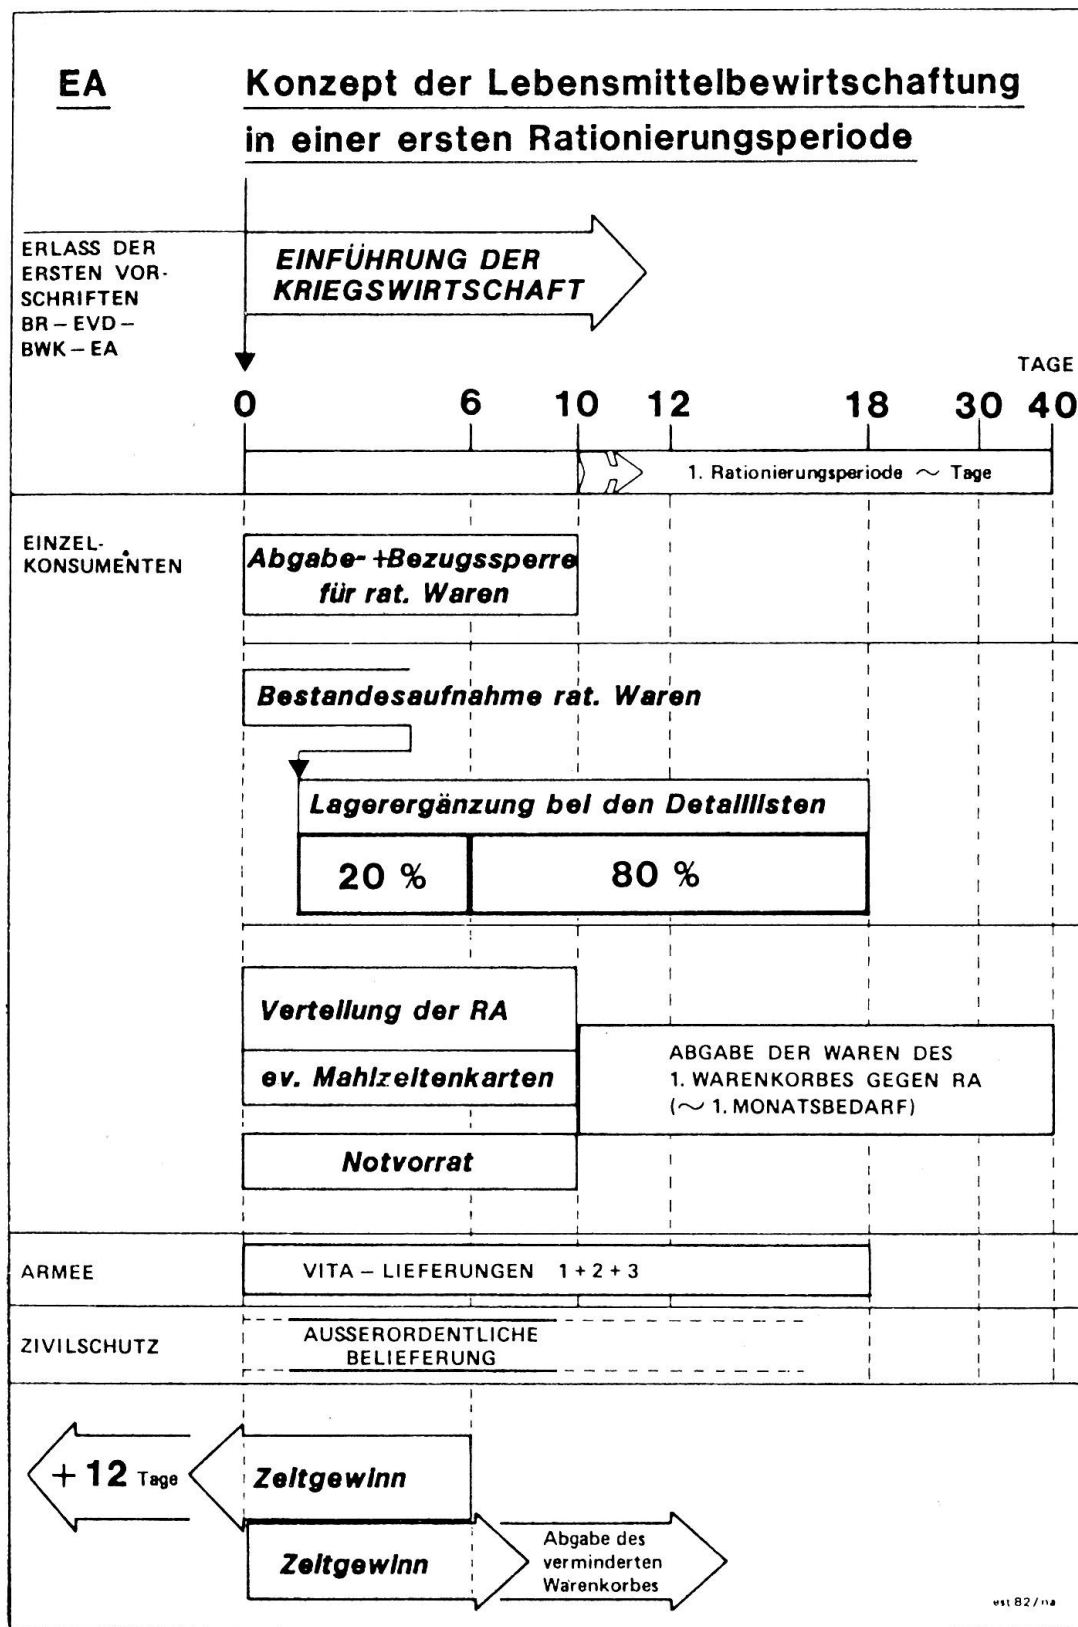 EA
Konzept der Lebensmittelbewirtschaftung
in einer ersten Rationierungsperiode
ERLASS DER
ERSTEN VOR-
SCHRIFTEN
BR – EVD –
BWK – EA
EINFÜHRUNG DER
KRIEGSWIRTSCHAFT
TAGE
0 6 10 12 18 30 40
1. Rationierungsperiode ~ Tage
EINZEL-
KONSUMENTEN
Abgabe- +Bezugssperre
für rat. Waren
Bestandesaufnahme rat. Waren
Lagerergänzung bei den Detaillisten
20 % 80 %
Verteilung der RA
ev. Mahlzeitenkarten
Notvorrat
ABGABE DER WAREN DES
1. WARENKORBES GEGEN RA
(~ 1. MONATSBEDARF)
ARMEE
VITA – LIEFERUNGEN 1 + 2 + 3
ZIVILSCHUTZ
AUSSERORDENTLICHE
BELIEFERUNG
+ 12 Tage
Zeitgewinn
Zeitgewinn
Abgabe des
verminderten
Warenkorbes
est 82 / na